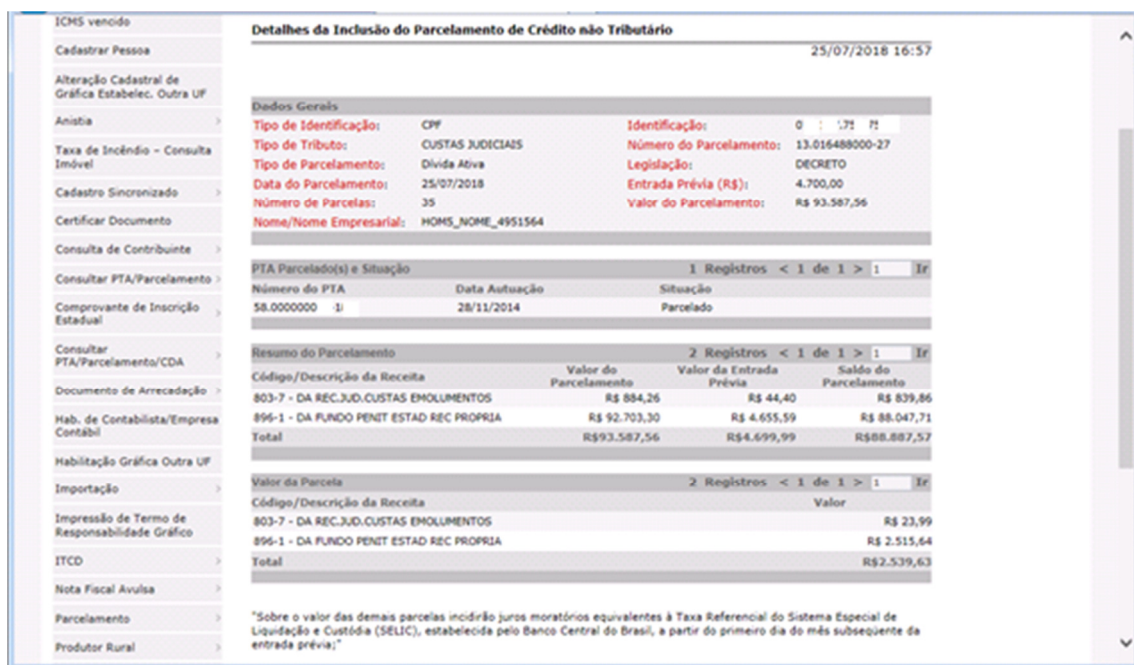 ICMS vencido
Cadastrar Pessoa
Alteração Cadastral de
Gráfica Estabelec. Outra UF
Anistia
Taxa de Incêndio - Consulta
Imóvel
Cadastro Sincronizado
Certificar Documento
Consulta de Contribuinte
Consultar PTA/Parcelamento
Comprovante de Inscrição
Estadual
Consultar
PTA/Parcelamento/CDA
Documento de Arrecadação
Hab. de Contabilista/Empresa
Contábil
Habilitação Gráfica Outra UF
Importação
Impressão de Termo de
Responsabilidade Gráfico
ITCD
Nota Fiscal Avulsa
Parcelamento
Produtor Rural
Detalhes da Inclusão do Parcelamento de Crédito não Tributário
25/07/2018 16:57
Dados Gerais
Tipo de Identificação: CPF Identificação: 0
Tipo de Tributo: CUSTAS JUDICIAIS Número do Parcelamento: 13.016488000-27
Tipo de Parcelamento: Dívida Ativa Legislação: DECRETO
Data do Parcelamento: 25/07/2018 Entrada Prévia (R$): 4.700,00
Número de Parcelas: 35 Valor do Parcelamento: R$ 93.587,56
Nome/Nome Empresarial: HOMS_NOME_4951564
PTA Parcelado(s) e Situação 1 Registros < 1 de 1 > 1 Ir
Número do PTA Data Autuação Situação
58.0000000 28/11/2014 Parcelado
Resumo do Parcelamento 2 Registros < 1 de 1 > 1 Ir
Código/Descrição da Receita Valor do Parcelamento Valor da Entrada Prévia Saldo do Parcelamento
803-7 - DA REC.JUD.CUSTAS EMOLUMENTOS R$ 884,26 R$ 44,40 R$ 839,86
896-1 - DA FUNDO PENIT ESTAD REC PROPRIA R$ 92.703,30 R$ 4.655,59 R$ 88.047,71
Total R$93.587,56 R$4.699,99 R$88.887,57
Valor da Parcela 2 Registros < 1 de 1 > 1 Ir
Código/Descrição da Receita Valor
803-7 - DA REC.JUD.CUSTAS EMOLUMENTOS R$ 23,99
896-1 - DA FUNDO PENIT ESTAD REC PROPRIA R$ 2.515,64
Total R$2.539,63
"Sobre o valor das demais parcelas incidirão juros moratórios equivalentes à Taxa Referencial do Sistema Especial de
Liquidação e Custódia (SELIC), estabelecida pelo Banco Central do Brasil, a partir do primeiro dia do mês subseqüente da
entrada prévia;"